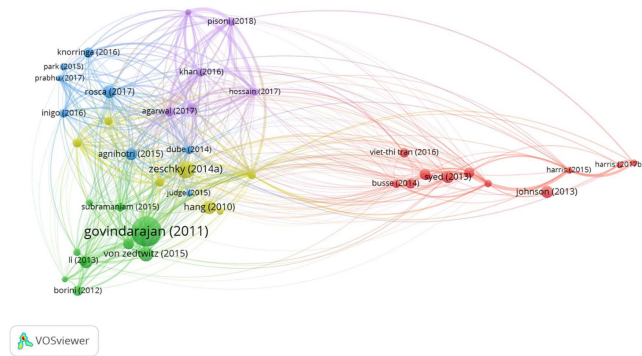 pisoni (2018)
knorringa (2016)
park (2015)
khan (2016)
prabhu (2017)
rosca (2017)
hossain (2017)
inigo (2016)
agarwal (2017)
dube (2014)
viet-thi tran (2016)
agnihotri (2015)
zeschky (2014a)
harris (2015)
harris (2017b
busse (2014)
syed (2013)
judge (2015)
johnson (2013)
subramaniam (2015)
hang (2010)
govindarajan (2011)
von zedtwitz (2015)
li (2013)
borini (2012)
VOSviewer